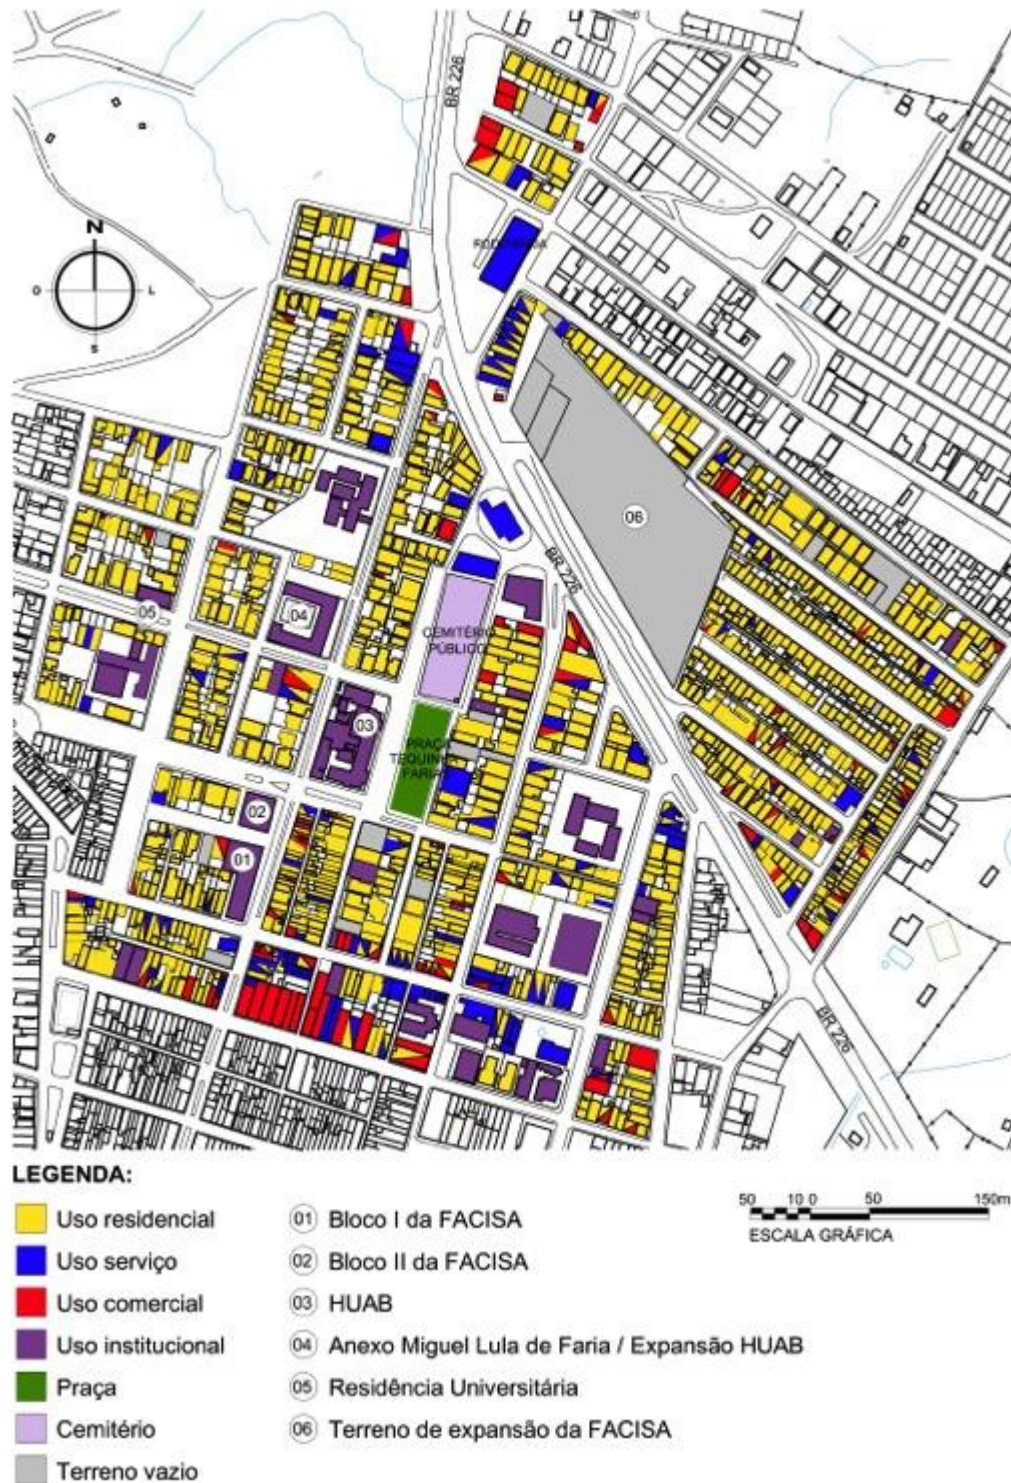 BR 226
RODOVIÁRIA
N
O
L
S
06
BR 226
04
05
CEMITÉRIO
PÚBLICO
03
PRAÇA
TEQUINHA
FARIA
02
01
BR 226
LEGENDA:
Uso residencial
Uso serviço
Uso comercial
Uso institucional
Praça
Cemitério
Terreno vazio
01 Bloco I da FACISA
02 Bloco II da FACISA
03 HUAB
04 Anexo Miguel Lula de Faria / Expansão HUAB
05 Residência Universitária
06 Terreno de expansão da FACISA
50 10 0 50 150m
ESCALA GRÁFICA